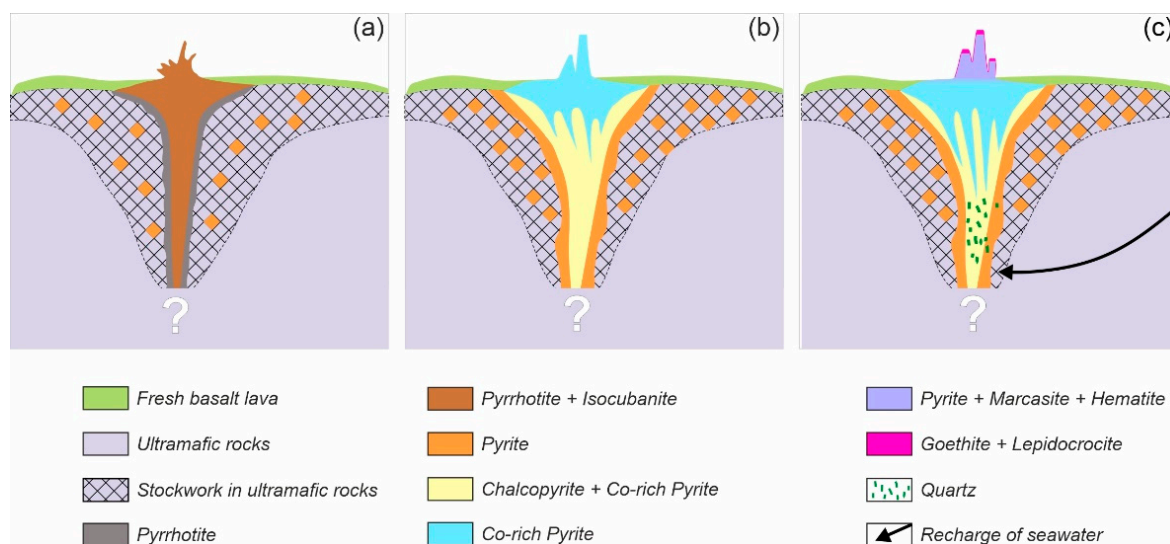 (a)
(b)
(c)
?
?
?
Fresh basalt lava
Ultramafic rocks
Stockwork in ultramafic rocks
Pyrrhotite
Pyrrhotite + Isocubanite
Pyrite
Chalcopyrite + Co-rich Pyrite
Co-rich Pyrite
Pyrite + Marcasite + Hematite
Goethite + Lepidocrocite
Quartz
Recharge of seawater